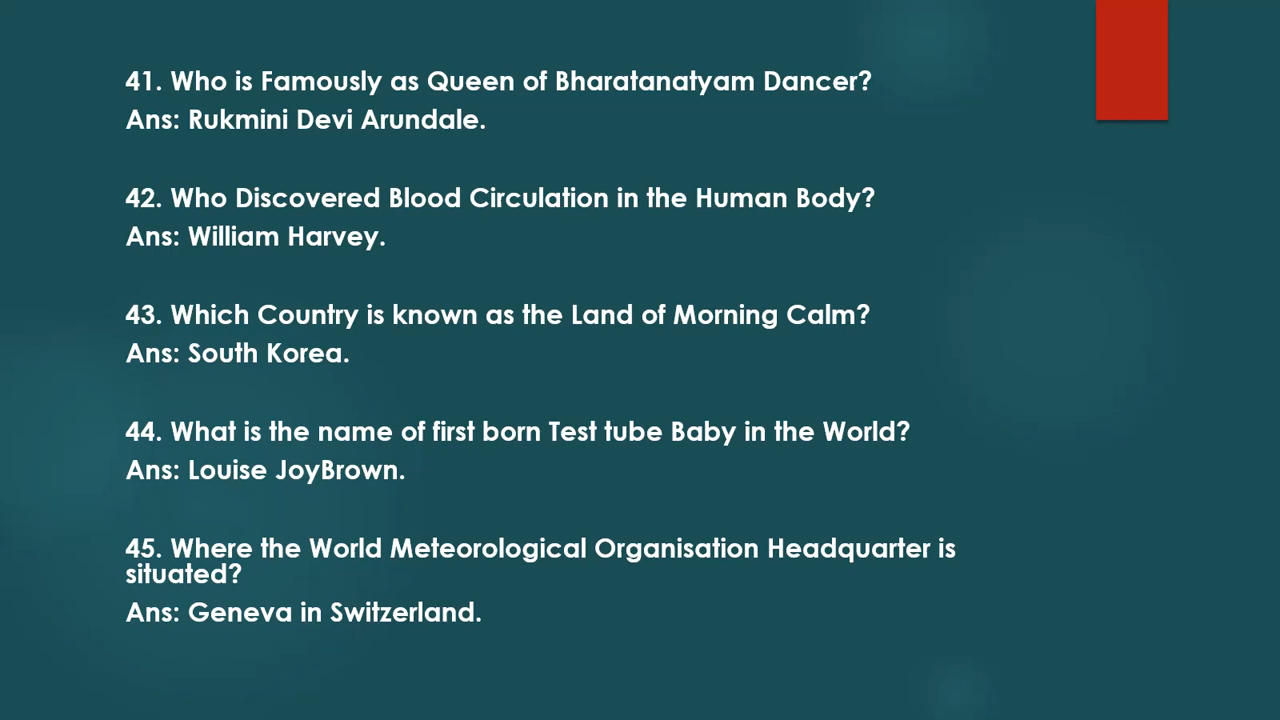 41. Who is Famously as Queen of Bharatanatyam Dancer?
Ans: Rukmini Devi Arundale.
42. Who Discovered Blood Circulation in the Human Body?
Ans: William Harvey.
43. Which Country is known as the Land of Morning Calm?
Ans: South Korea.
44. What is the name of first born Test tube Baby in the World?
Ans: Louise JoyBrown.
45. Where the World Meteorological Organisation Headquarter is
situated?
Ans: Geneva in Switzerland.